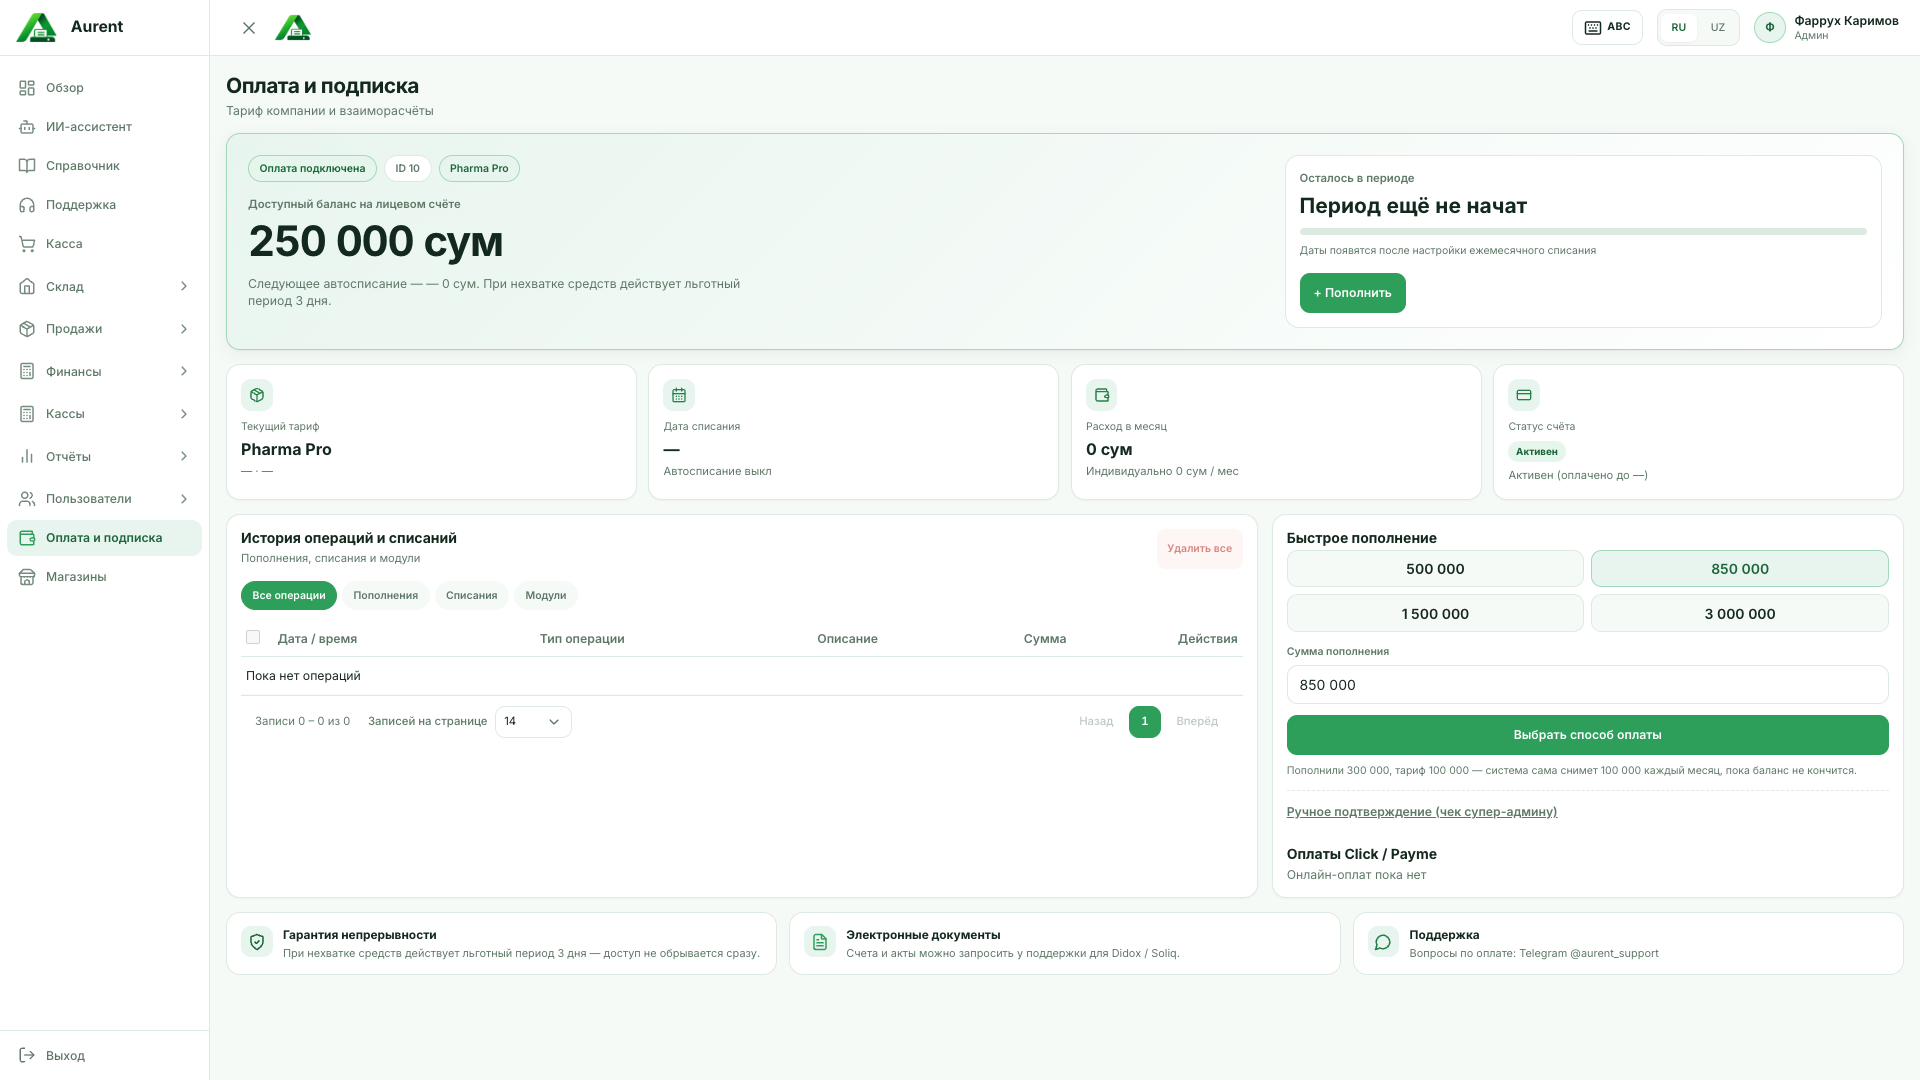 Aurent
ABC
RU
UZ
Ф
Фаррух Каримов
Админ
Обзор
ИИ-ассистент
Справочник
Поддержка
Касса
Склад
Продажи
Финансы
Кассы
Отчёты
Пользователи
Оплата и подписка
Магазины
Выход
Оплата и подписка
Тариф компании и взаиморасчёты
Оплата подключена
ID 10
Pharma Pro
Доступный баланс на лицевом счёте
250 000 сум
Следующее автосписание — — 0 сум. При нехватке средств действует льготный
период 3 дня.
Осталось в периоде
Период ещё не начат
Даты появятся после настройки ежемесячного списания
+ Пополнить
Текущий тариф
Pharma Pro
— · —
Дата списания
—
Автосписание выкл
Расход в месяц
0 сум
Индивидуально 0 сум / мес
Статус счёта
Активен
Активен (оплачено до —)
История операций и списаний
Пополнения, списания и модули
Удалить все
Все операции
Пополнения
Списания
Модули
Дата / время
Тип операции
Описание
Сумма
Действия
Пока нет операций
Записи 0 – 0 из 0
Записей на странице
14
Назад
1
Вперёд
Быстрое пополнение
500 000
850 000
1 500 000
3 000 000
Сумма пополнения
850 000
Выбрать способ оплаты
Пополнили 300 000, тариф 100 000 — система сама снимет 100 000 каждый месяц, пока баланс не кончится.
Ручное подтверждение (чек супер-админу)
Оплаты Click / Payme
Онлайн-оплат пока нет
Гарантия непрерывности
При нехватке средств действует льготный период 3 дня — доступ не обрывается сразу.
Электронные документы
Счета и акты можно запросить у поддержки для Didox / Soliq.
Поддержка
Вопросы по оплате: Telegram @aurent_support